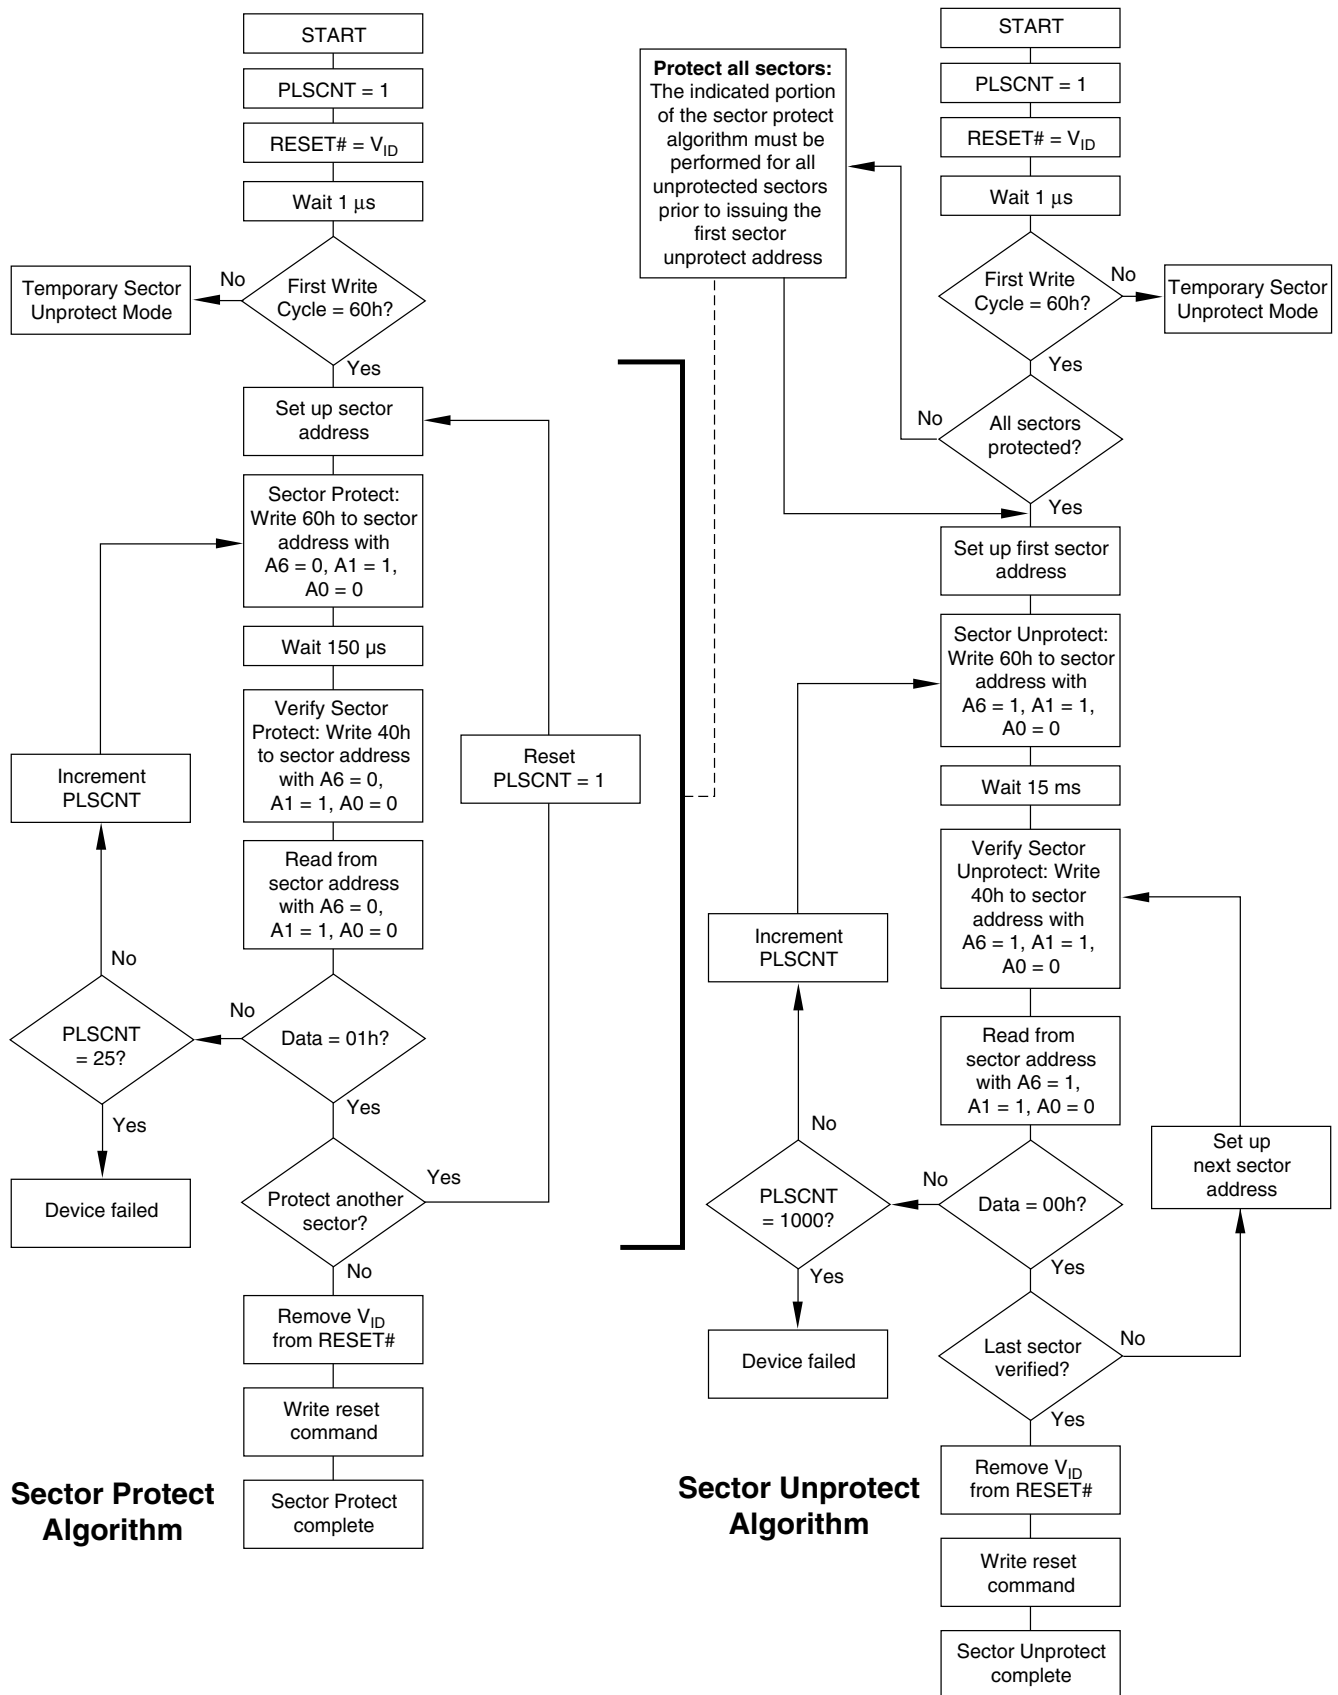 START
PLSCNT = 1
RESET# = VID
Wait 1 μs
First Write
Cycle = 60h?
No
Temporary Sector
Unprotect Mode
Yes
Set up sector
address
Sector Protect:
Write 60h to sector
address with
A6 = 0, A1 = 1,
A0 = 0
Wait 150 µs
Verify Sector
Protect: Write 40h
to sector address
with A6 = 0,
A1 = 1, A0 = 0
Read from
sector address
with A6 = 0,
A1 = 1, A0 = 0
Data = 01h?
No
PLSCNT
= 25?
No
Increment
PLSCNT
Yes
Device failed
Yes
Protect another
sector?
Yes
Reset
PLSCNT = 1
No
Remove VID
from RESET#
Write reset
command
Sector Protect
complete
Sector Protect
Algorithm
Protect all sectors:
The indicated portion
of the sector protect
algorithm must be
performed for all
unprotected sectors
prior to issuing the
first sector
unprotect address
START
PLSCNT = 1
RESET# = VID
Wait 1 μs
First Write
Cycle = 60h?
No
Temporary Sector
Unprotect Mode
Yes
All sectors
protected?
No
Yes
Set up first sector
address
Sector Unprotect:
Write 60h to sector
address with
A6 = 1, A1 = 1,
A0 = 0
Wait 15 ms
Verify Sector
Unprotect: Write
40h to sector
address with
A6 = 1, A1 = 1,
A0 = 0
Read from
sector address
with A6 = 1,
A1 = 1, A0 = 0
Data = 00h?
No
PLSCNT
= 1000?
No
Increment
PLSCNT
Yes
Device failed
Yes
Last sector
verified?
No
Set up
next sector
address
Yes
Remove VID
from RESET#
Write reset
command
Sector Unprotect
complete
Sector Unprotect
Algorithm